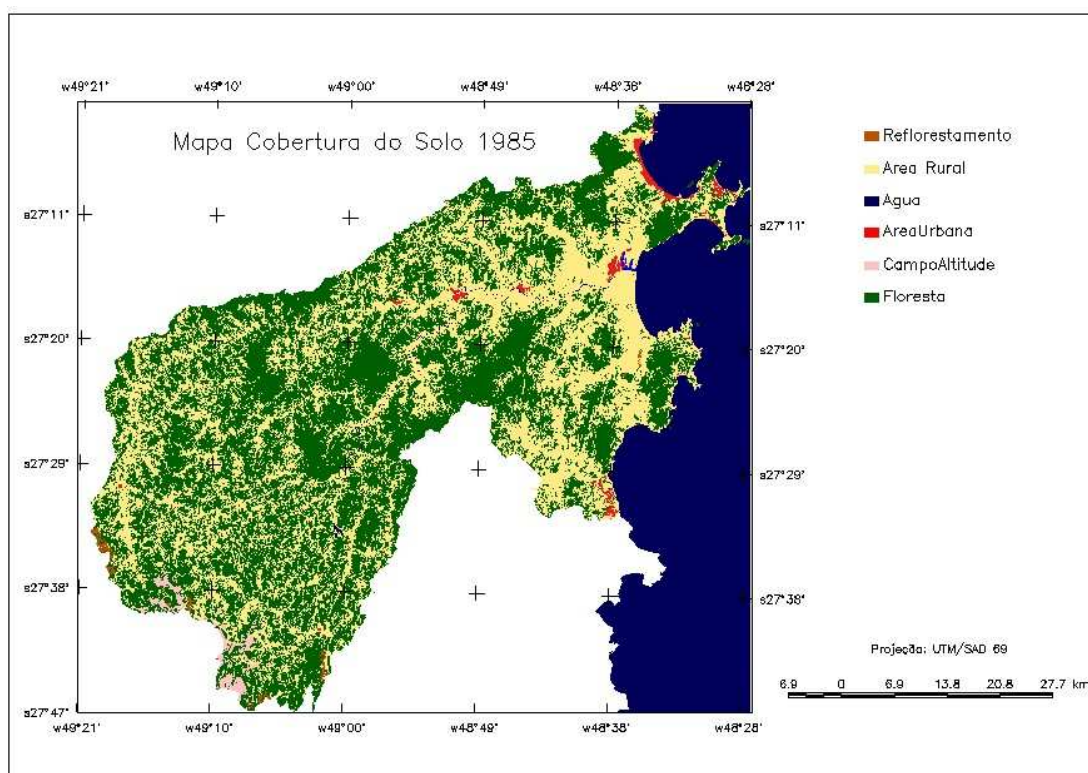 w49°21' w49°10' w49°00' w48°49' w48°36' w46°28'
Mapa Cobertura do Solo 1985
Reflorestamento
Area Rural
Agua
AreaUrbana
CampoAltitude
Floresta
s27°11' s27°11'
s27°20' s27°20'
s27°29' s27°29'
s27°38' s27°38'
Projeção: UTM/SAD 69
6.9 0 6.9 13.8 20.8 27.7 km
s27°47'
w49°21' w49°10' w49°00' w48°49' w48°38' w48°28'